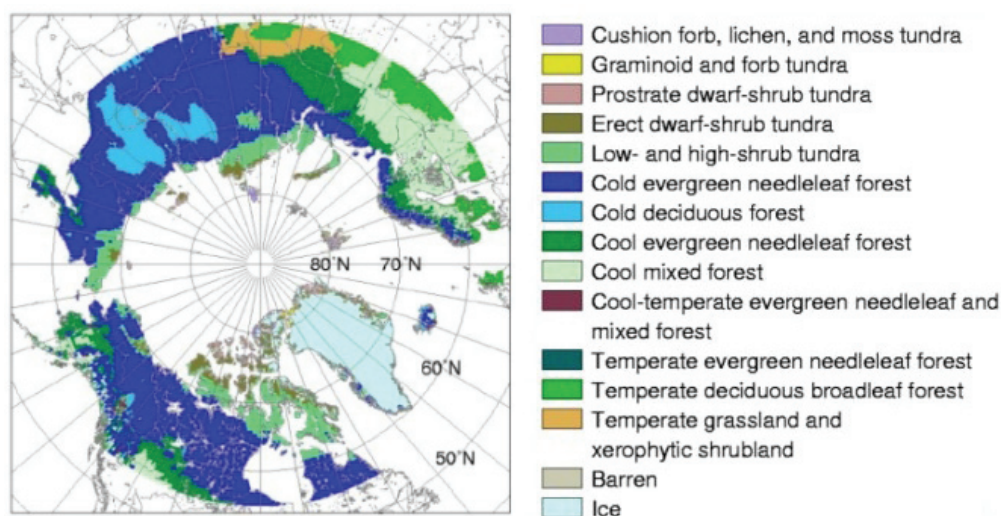 Cushion forb, lichen, and moss tundra
Graminoid and forb tundra
Prostrate dwarf-shrub tundra
Erect dwarf-shrub tundra
Low- and high-shrub tundra
Cold evergreen needleleaf forest
Cold deciduous forest
Cool evergreen needleleaf forest
Cool mixed forest
Cool-temperate evergreen needleleaf and
mixed forest
Temperate evergreen needleleaf forest
Temperate deciduous broadleaf forest
Temperate grassland and
xerophytic shrubland
Barren
Ice
80°N 70°N
60°N
50°N